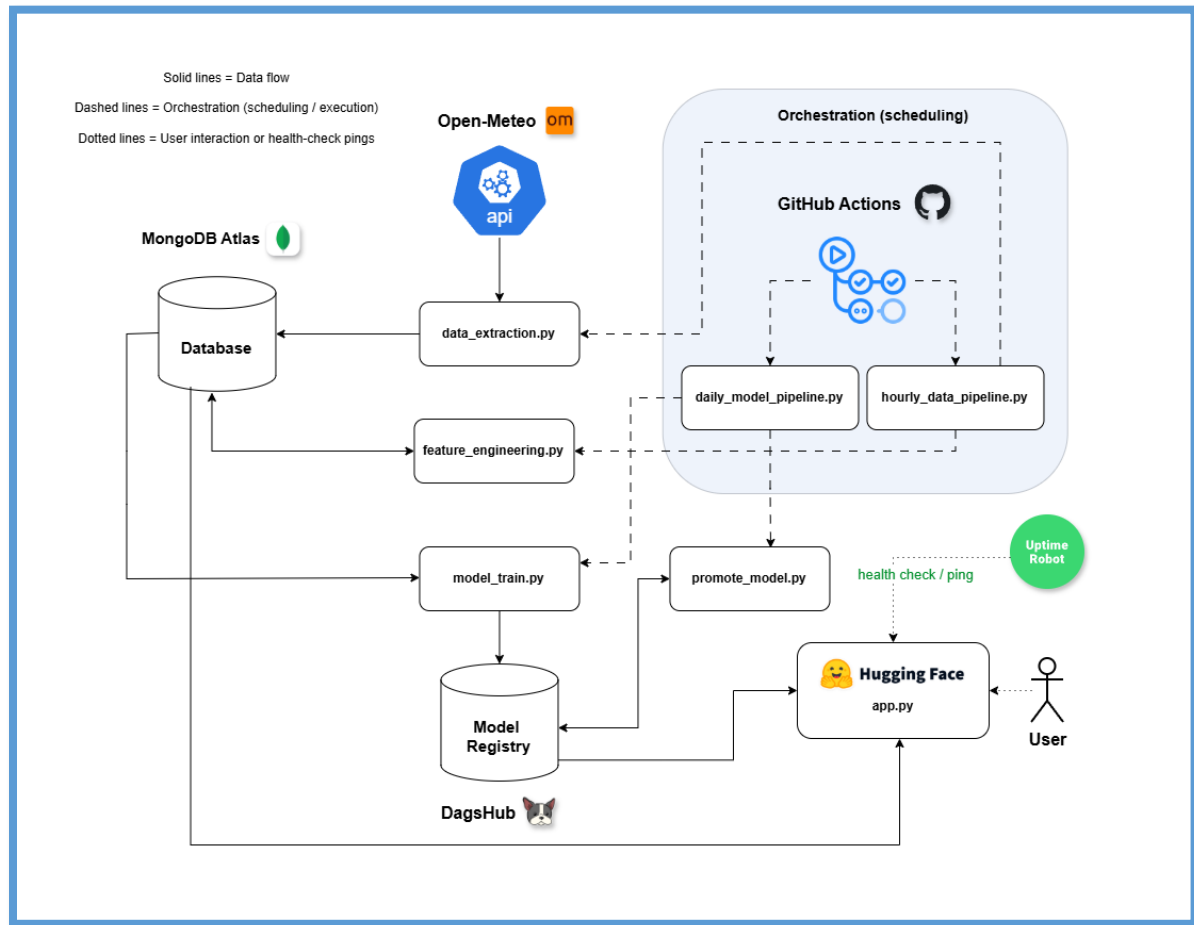 Solid lines = Data flow
Dashed lines = Orchestration (scheduling / execution)
Dotted lines = User interaction or health-check pings
Open-Meteo
om
api
Orchestration (scheduling)
GitHub Actions
MongoDB Atlas
Database
data_extraction.py
daily_model_pipeline.py
hourly_data_pipeline.py
feature_engineering.py
model_train.py
promote_model.py
Uptime
Robot
health check / ping
Hugging Face
app.py
User
Model
Registry
DagsHub